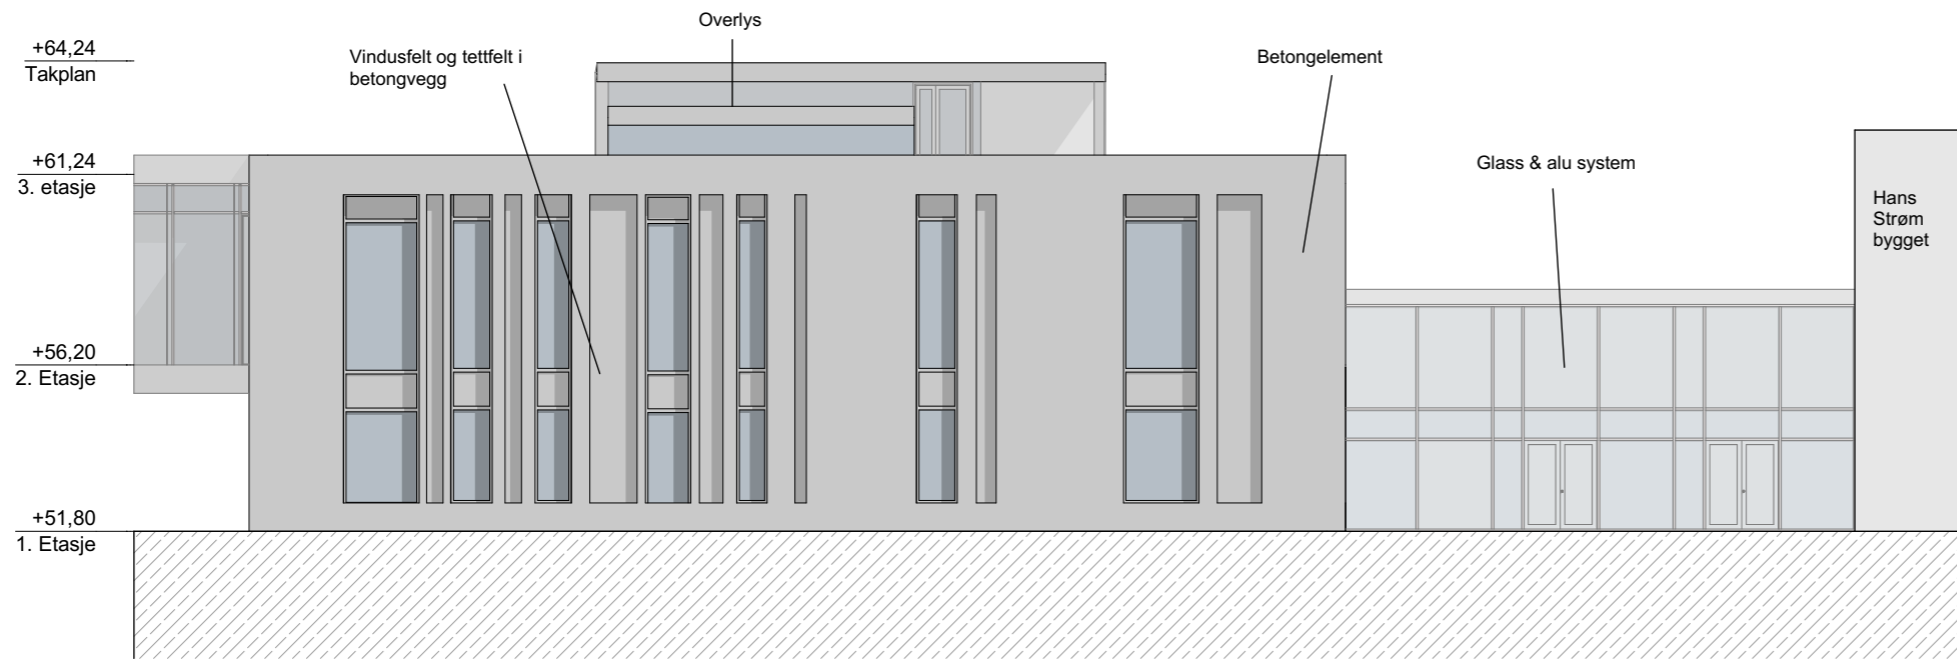 Overlys
+64,24
Takplan
Vindusfelt og tettfelt i
betongvegg
Betongelement
+61,24
3. etasje
Glass & alu system
Hans
Strøm
bygget
+56,20
2. Etasje
+51,80
1. Etasje